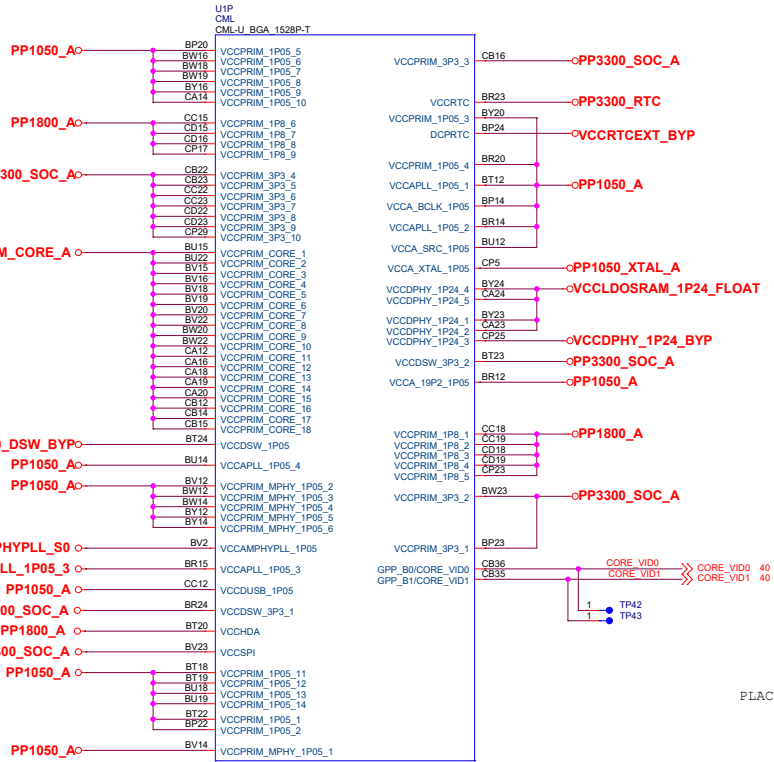 U1P
CML
CML-U_BGA_1528P-T
PP1050_A
BP20 VCCPRIM_1P05_5
BW16 VCCPRIM_1P05_6
BW18 VCCPRIM_1P05_7
BW19 VCCPRIM_1P05_8
BY16 VCCPRIM_1P05_9
CA14 VCCPRIM_1P05_10
PP1800_A
CC15 VCCPRIM_1P8_6
CD15 VCCPRIM_1P8_7
CD16 VCCPRIM_1P8_8
CP17 VCCPRIM_1P8_9
300_SOC_A
CB22 VCCPRIM_3P3_4
CB23 VCCPRIM_3P3_5
CC22 VCCPRIM_3P3_6
CC23 VCCPRIM_3P3_7
CD22 VCCPRIM_3P3_8
CD23 VCCPRIM_3P3_9
CP29 VCCPRIM_3P3_10
M_CORE_A
BU15 VCCPRIM_CORE_1
BU22 VCCPRIM_CORE_2
BV15 VCCPRIM_CORE_3
BV16 VCCPRIM_CORE_4
BV18 VCCPRIM_CORE_5
BV19 VCCPRIM_CORE_6
BV20 VCCPRIM_CORE_7
BV22 VCCPRIM_CORE_8
BW20 VCCPRIM_CORE_9
BW22 VCCPRIM_CORE_10
CA12 VCCPRIM_CORE_11
CA16 VCCPRIM_CORE_12
CA18 VCCPRIM_CORE_13
CA19 VCCPRIM_CORE_14
CA20 VCCPRIM_CORE_15
CB12 VCCPRIM_CORE_16
CB14 VCCPRIM_CORE_17
CB15 VCCPRIM_CORE_18
_DSW_BYP BT24 VCCDSW_1P05
PP1050_A BU14 VCCAPLL_1P05_4
PP1050_A
BV12 VCCPRIM_MPHY_1P05_2
BW12 VCCPRIM_MPHY_1P05_3
BW14 VCCPRIM_MPHY_1P05_4
BY12 VCCPRIM_MPHY_1P05_5
BY14 VCCPRIM_MPHY_1P05_6
PHYPLL_S0 BV2 VCCAMPHYPLL_1P05
LL_1P05_3 BR15 VCCAPLL_1P05_3
PP1050_A CC12 VCCDUSB_1P05
00_SOC_A BR24 VCCDSW_3P3_1
PP1800_A BT20 VCCHDA
00_SOC_A BV23 VCCSPI
PP1050_A
BT18 VCCPRIM_1P05_11
BT19 VCCPRIM_1P05_12
BU18 VCCPRIM_1P05_13
BU19 VCCPRIM_1P05_14
BT22 VCCPRIM_1P05_1
BP22 VCCPRIM_1P05_2
PP1050_A BV14 VCCPRIM_MPHY_1P05_1
VCCPRIM_3P3_3 CB16 PP3300_SOC_A
VCCRTC BR23 PP3300_RTC
VCCPRIM_1P05_3 BY20
DCPRTC BP24 VCCRTCEXT_BYP
VCCPRIM_1P05_4 BR20
VCCAPLL_1P05_1 BT12 PP1050_A
VCCA_BCLK_1P05 BP14
VCCAPLL_1P05_2 BR14
VCCA_SRC_1P05 BU12
VCCA_XTAL_1P05 CP5 PP1050_XTAL_A
VCCDPHY_1P24_4 BY24 VCCLDOSRAM_1P24_FLOAT
VCCDPHY_1P24_5 CA24
VCCDPHY_1P24_1 BY23
VCCDPHY_1P24_2 CA23
VCCDPHY_1P24_3 CP25 VCCDPHY_1P24_BYP
VCCDSW_3P3_2 BT23 PP3300_SOC_A
VCCA_19P2_1P05 BR12 PP1050_A
VCCPRIM_1P8_1 CC18 PP1800_A
VCCPRIM_1P8_2 CC19
VCCPRIM_1P8_3 CD18
VCCPRIM_1P8_4 CD19
VCCPRIM_1P8_5 CP23
VCCPRIM_3P3_2 BW23 PP3300_SOC_A
VCCPRIM_3P3_1 BP23
GPP_B0/CORE_VID0 CB36 CORE_VID0 CORE_VID0 40
GPP_B1/CORE_VID1 CB35 CORE_VID1 CORE_VID1 40
1 TP42
1 TP43
PLAC